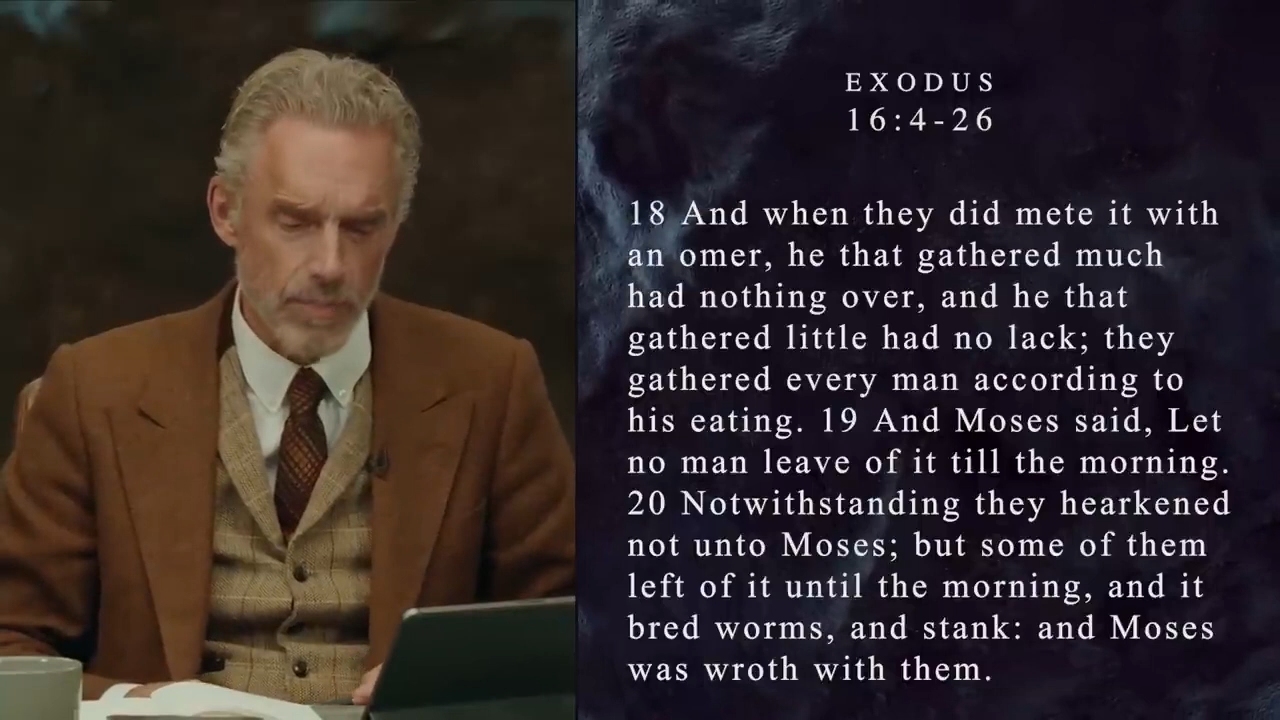 EXODUS
16:4-26
18 And when they did mete it with
an omer, he that gathered much
had nothing over, and he that
gathered little had no lack; they
gathered every man according to
his eating. 19 And Moses said, Let
no man leave of it till the morning.
20 Notwithstanding they hearkened
not unto Moses; but some of them
left of it until the morning, and it
bred worms, and stank: and Moses
was wroth with them.